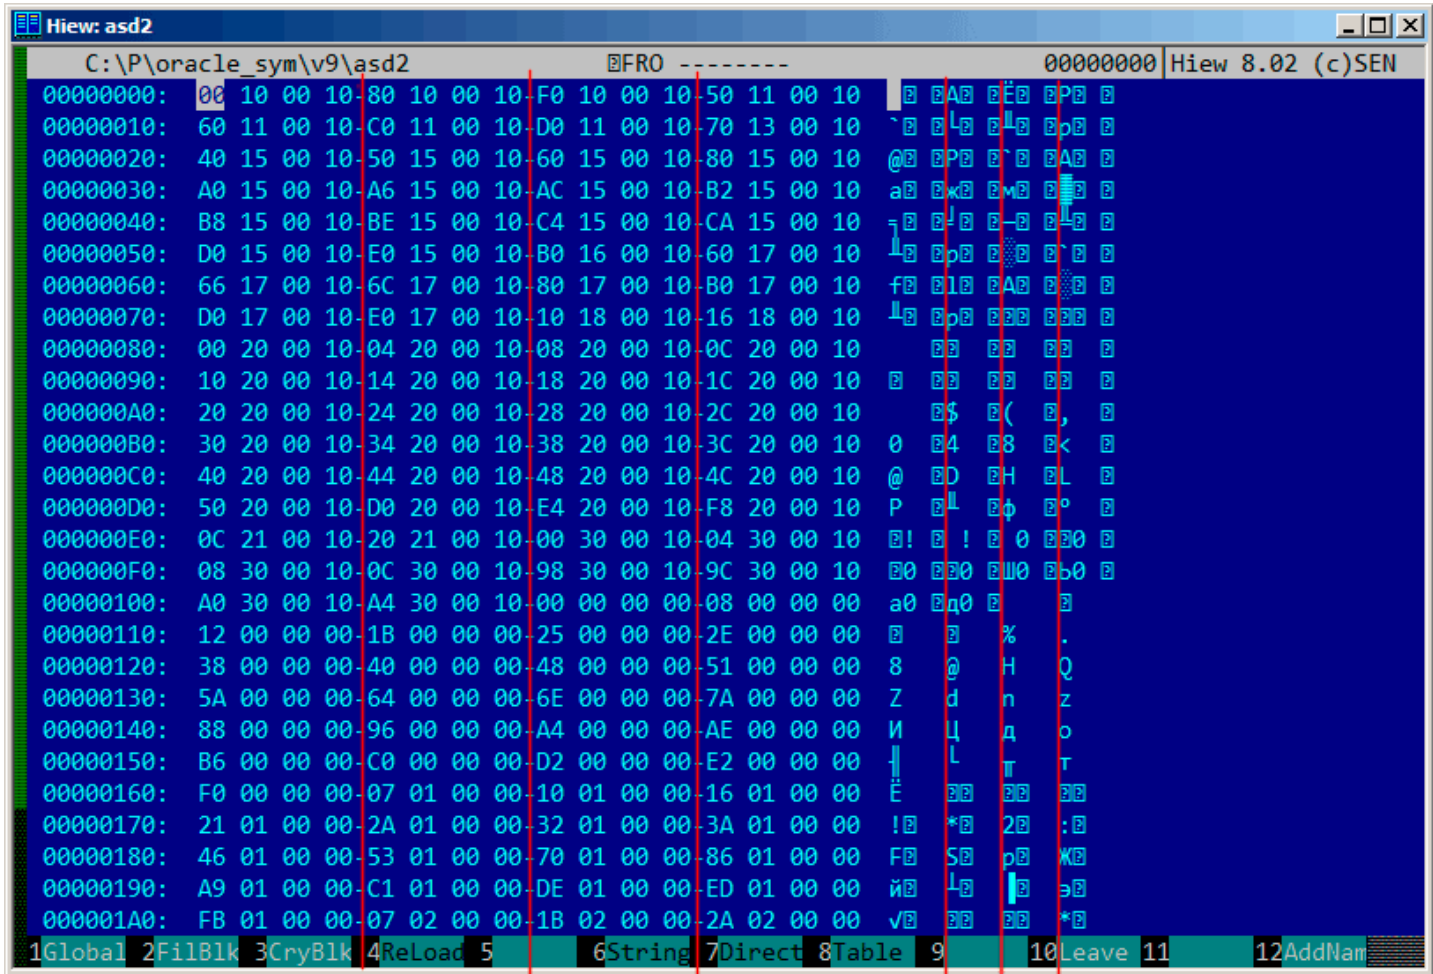 Hiew: asd2
C:\P\oracle_sym\v9\asd2 FRO -------- 00000000 Hiew 8.02 (c)SEN
00000000: 00 10 00 10-80 10 00 10-F0 10 00 10-50 11 00 10 А Ё Р
00000010: 60 11 00 10-C0 11 00 10-D0 11 00 10-70 13 00 10 ` └ ╨ р
00000020: 40 15 00 10-50 15 00 10-60 15 00 10-80 15 00 10 @ P ` А
00000030: A0 15 00 10-A6 15 00 10-AC 15 00 10-B2 15 00 10 а ж м ▓
00000040: B8 15 00 10-BE 15 00 10-C4 15 00 10-CA 15 00 10 ╕ ╛ ─ ╩
00000050: D0 15 00 10-E0 15 00 10-B0 16 00 10-60 17 00 10 ╨ р ░ `
00000060: 66 17 00 10-6C 17 00 10-80 17 00 10-B0 17 00 10 f l А ░
00000070: D0 17 00 10-E0 17 00 10-10 18 00 10-16 18 00 10 ╨ р
00000080: 00 20 00 10-04 20 00 10-08 20 00 10-0C 20 00 10
00000090: 10 20 00 10-14 20 00 10-18 20 00 10-1C 20 00 10
000000A0: 20 20 00 10-24 20 00 10-28 20 00 10-2C 20 00 10 $ ( ,
000000B0: 30 20 00 10-34 20 00 10-38 20 00 10-3C 20 00 10 0 4 8 <
000000C0: 40 20 00 10-44 20 00 10-48 20 00 10-4C 20 00 10 @ D H L
000000D0: 50 20 00 10-D0 20 00 10-E4 20 00 10-F8 20 00 10 P ╨ ф °
000000E0: 0C 21 00 10-20 21 00 10-00 30 00 10-04 30 00 10 ! ! 0 0
000000F0: 08 30 00 10-0C 30 00 10-98 30 00 10-9C 30 00 10 0 0 Ш0 Ь0
00000100: A0 30 00 10-A4 30 00 10-00 00 00 00-08 00 00 00 а0 д0
00000110: 12 00 00 00-1B 00 00 00-25 00 00 00-2E 00 00 00 % .
00000120: 38 00 00 00-40 00 00 00-48 00 00 00-51 00 00 00 8 @ H Q
00000130: 5A 00 00 00-64 00 00 00-6E 00 00 00-7A 00 00 00 Z d n z
00000140: 88 00 00 00-96 00 00 00-A4 00 00 00-AE 00 00 00 И Ц д о
00000150: B6 00 00 00-C0 00 00 00-D2 00 00 00-E2 00 00 00 ╢ └ ╥ т
00000160: F0 00 00 00-07 01 00 00-10 01 00 00-16 01 00 00 Ё
00000170: 21 01 00 00-2A 01 00 00-32 01 00 00-3A 01 00 00 ! * 2 :
00000180: 46 01 00 00-53 01 00 00-70 01 00 00-86 01 00 00 F S p Ж
00000190: A9 01 00 00-C1 01 00 00-DE 01 00 00-ED 01 00 00 й ┴ ▐ э
000001A0: FB 01 00 00-07 02 00 00-1B 02 00 00-2A 02 00 00 √ *
1Global 2FilBlk 3CryBlk 4ReLoad 5 6String 7Direct 8Table 9 10Leave 11 12AddNam